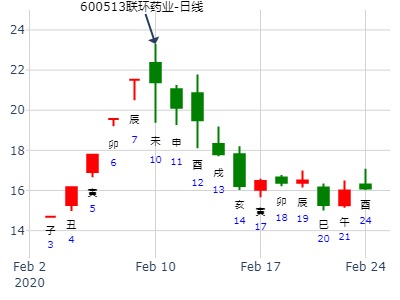 600513联环药业-日线
24
22
20
18
16
14
子
3
丑
4
寅
5
卯
6
辰
7
未
10
申
11
酉
12
戌
13
亥
14
寅
17
卯
18
辰
19
巳
20
午
21
酉
24
Feb 2
2020
Feb 10
Feb 17
Feb 24